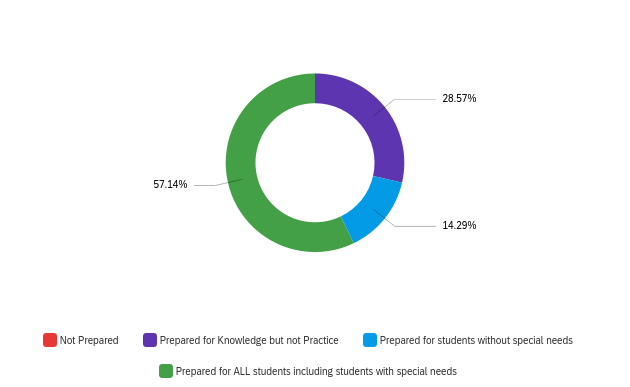 28.57%
57.14%
14.29%
Not Prepared
Prepared for Knowledge but not Practice
Prepared for students without special needs
Prepared for ALL students including students with special needs